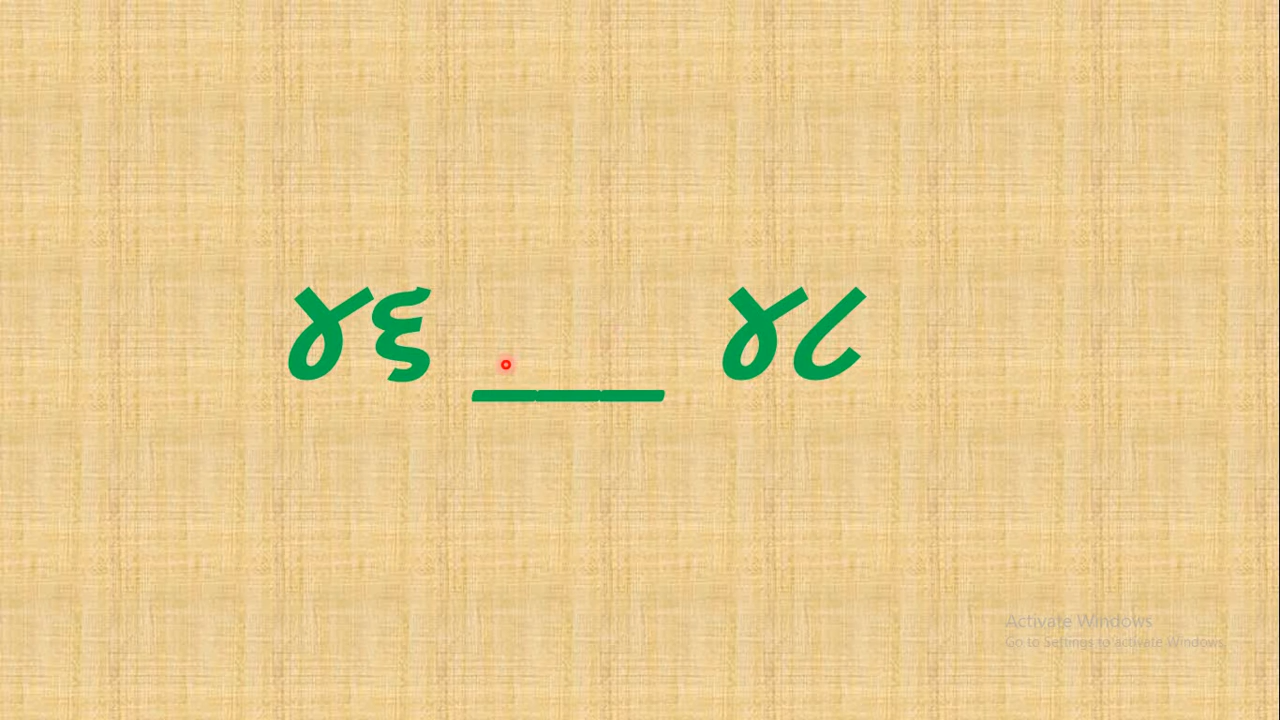 ૪૬ ___ ૪૮
Activate Windows
Go to Settings to activate Windows.